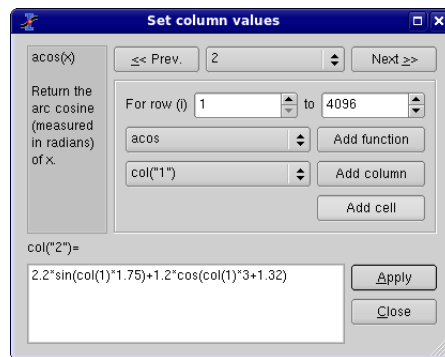 Set column values
acos(x)
Return the
arc cosine
(measured
in radians)
of x.
<< Prev.
2
Next >>
For row (i)
1
to
4096
acos
Add function
col("1")
Add column
Add cell
col("2")=
2.2*sin(col(1)*1.75)+1.2*cos(col(1)*3+1.32)
Apply
Close